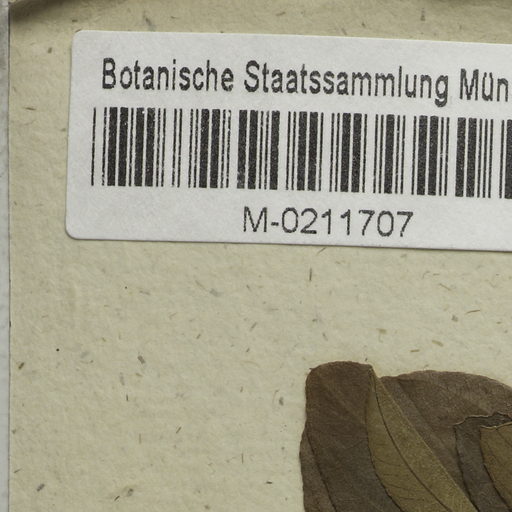 Botanische Staatssammlung Mün
M-0211707